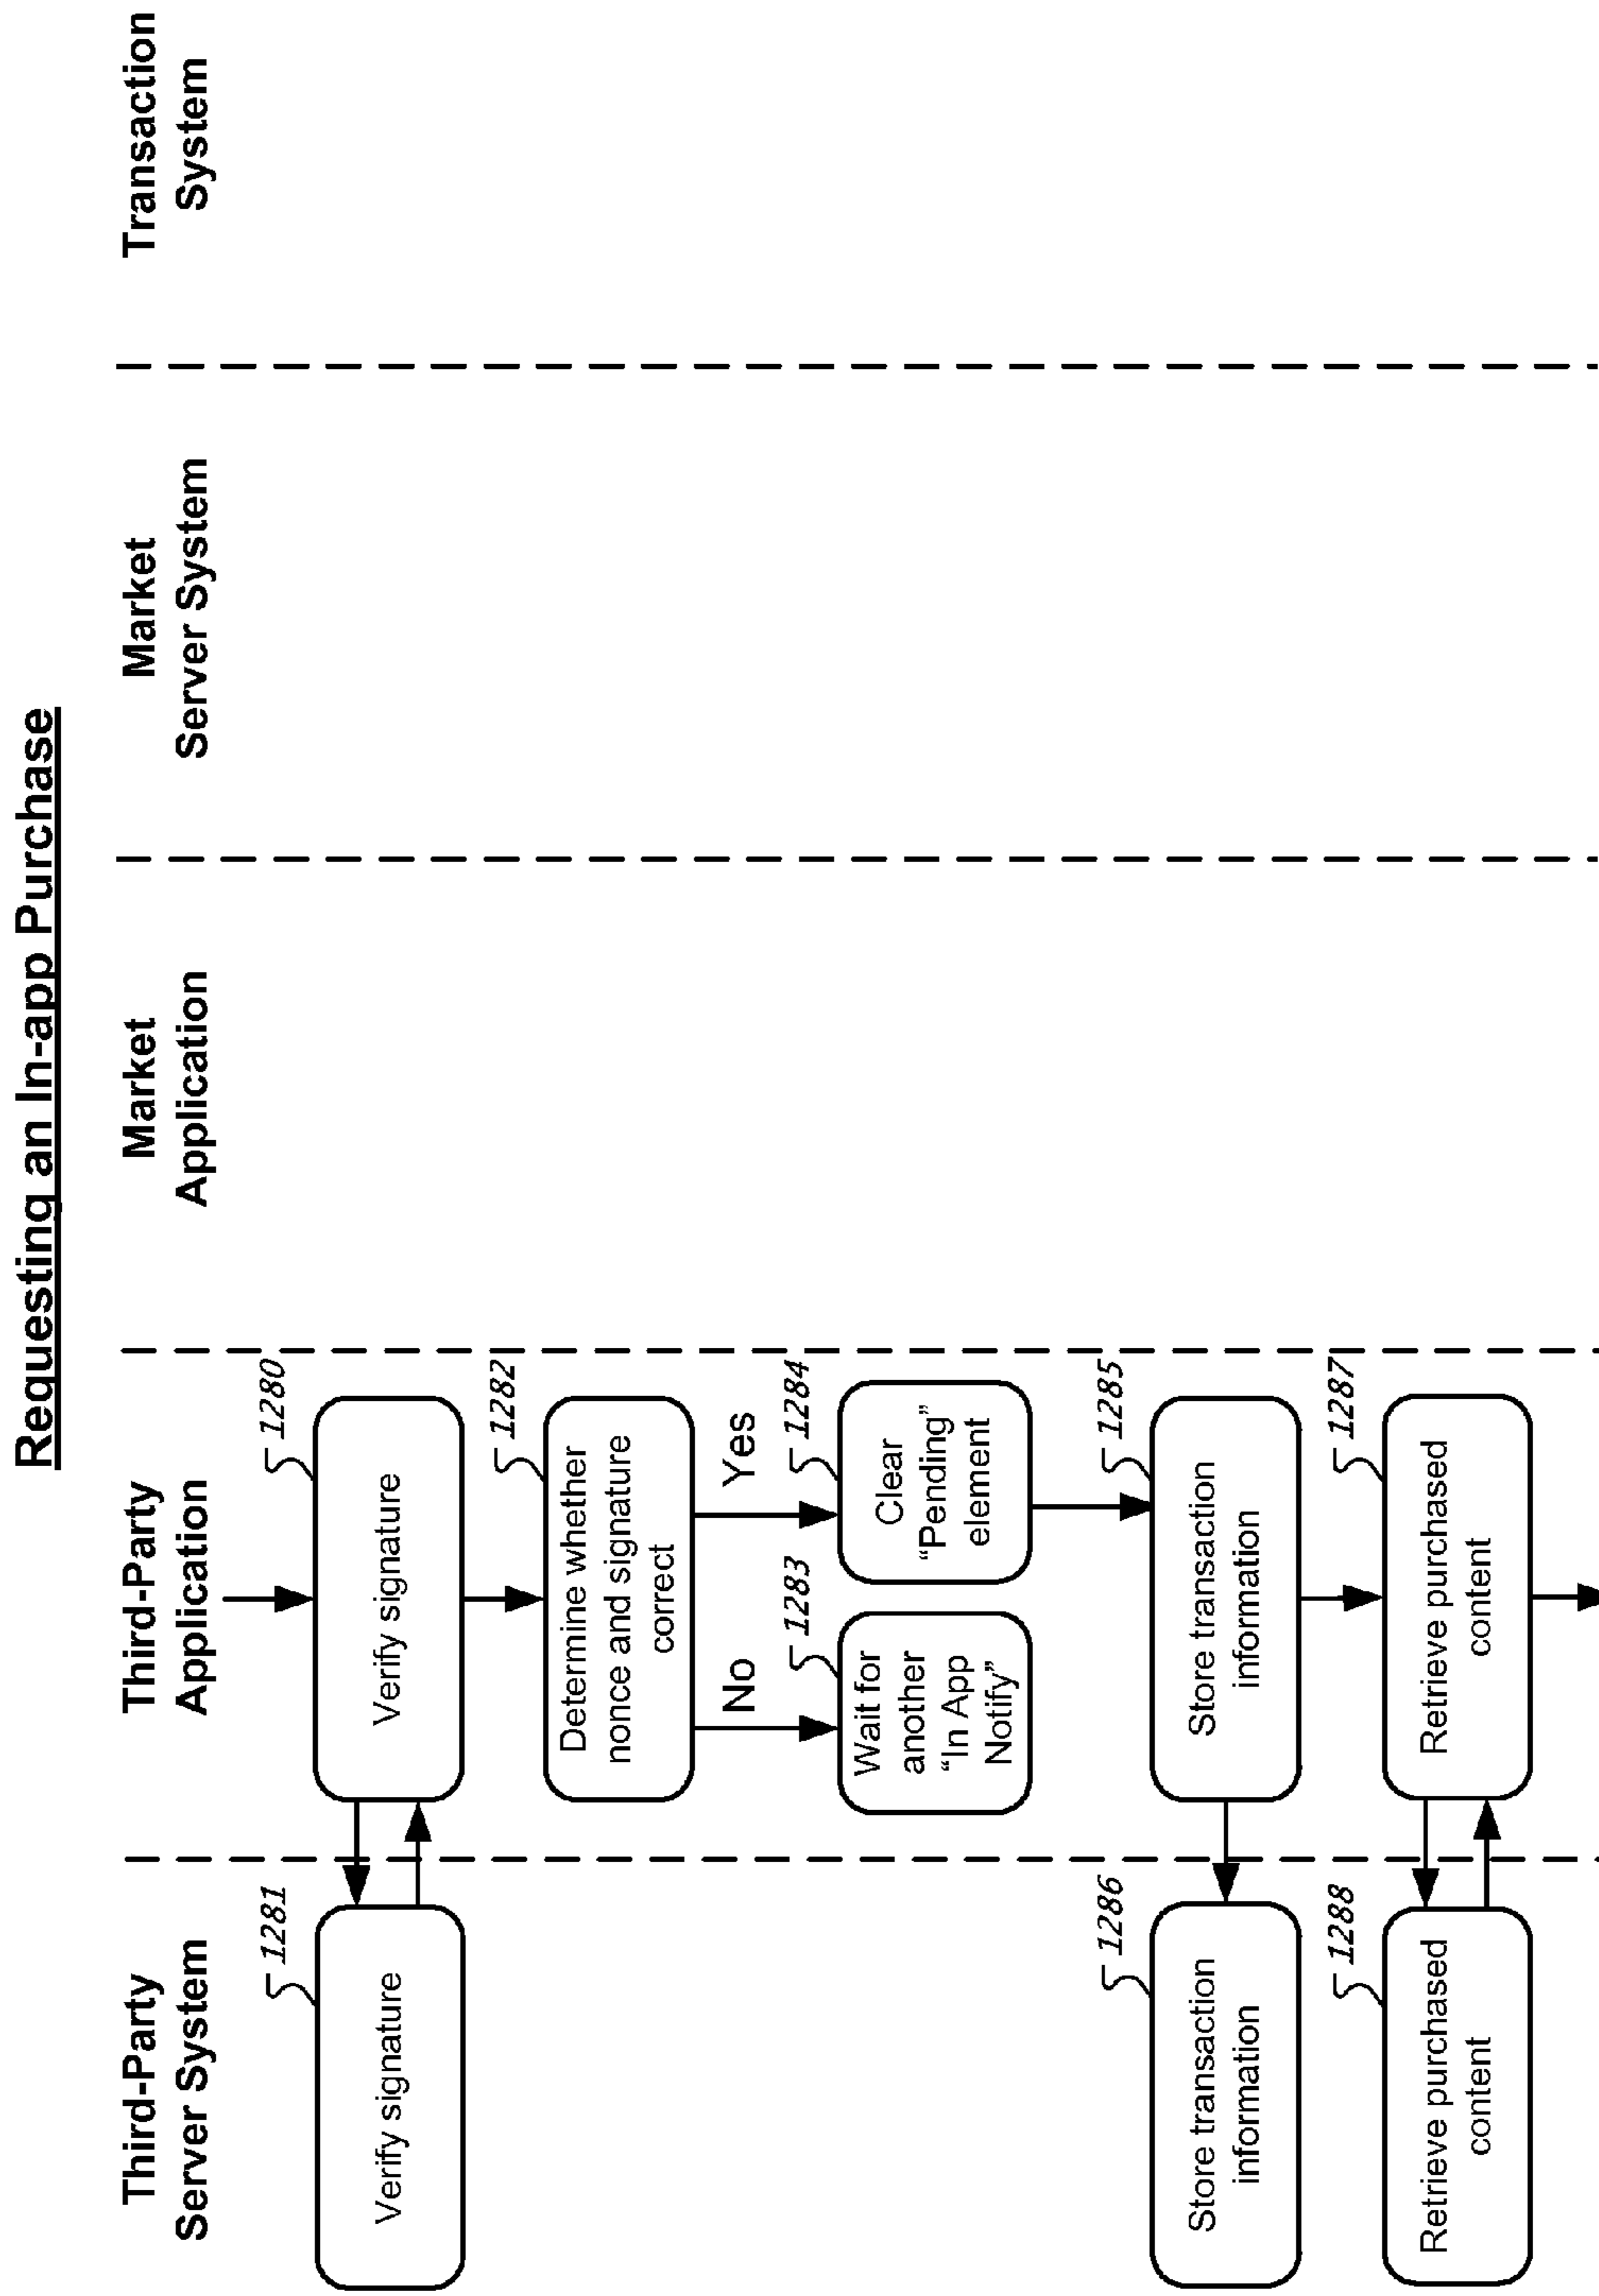 Requesting an In-app Purchase
Third-Party
Server System
Third-Party
Application
Market
Application
Market
Server System
Transaction
System
1281
Verify signature
1280
Verify signature
1282
Determine whether
nonce and signature
correct
No
Yes
1283
Wait for
another
“In App
Notify”
1284
Clear
“Pending”
element
1286
Store transaction
information
1285
Store transaction
information
1288
Retrieve purchased
content
1287
Retrieve purchased
content